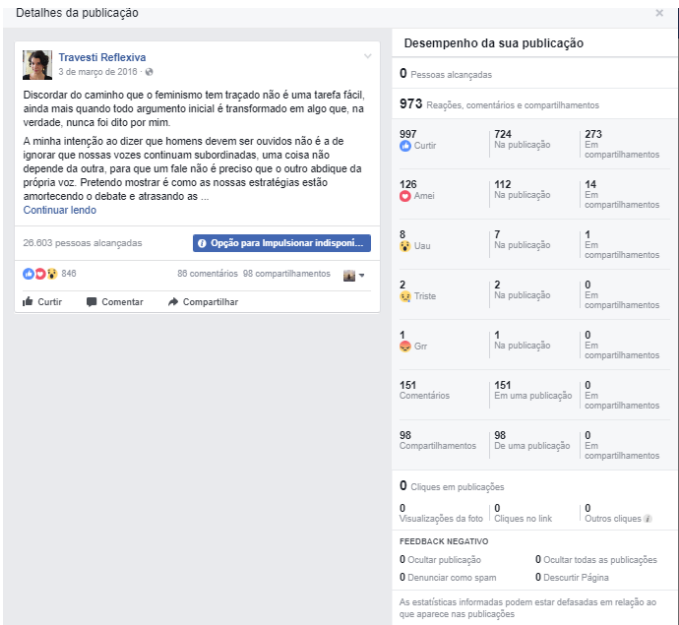 Detalhes da publicação
Travesti Reflexiva
3 de março de 2016 ·
Discordar do caminho que o feminismo tem traçado não é uma tarefa fácil,
ainda mais quando todo argumento inicial é transformado em algo que, na
verdade, nunca foi dito por mim.
A minha intenção ao dizer que homens devem ser ouvidos não é a de
ignorar que nossas vozes continuam subordinadas, uma coisa não
depende da outra, para que um fale não é preciso que o outro abdique da
própria voz. Pretendo mostrar é como as nossas estratégias estão
amortecendo o debate e atrasando as ...
Continuar lendo
26.603 pessoas alcançadas
Opção para Impulsionar indisponí...
846
86 comentários 98 compartilhamentos
Curtir Comentar Compartilhar
Desempenho da sua publicação
0 Pessoas alcançadas
973 Reações, comentários e compartilhamentos
997 724 273
Curtir Na publicação Em
compartilhamentos
126 112 14
Amei Na publicação Em
compartilhamentos
8 7 1
Uau Na publicação Em
compartilhamentos
2 2 0
Triste Na publicação Em
compartilhamentos
1 1 0
Grr Na publicação Em
compartilhamentos
151 151 0
Comentários Em uma publicação Em
compartilhamentos
98 98 0
Compartilhamentos De uma publicação Em
compartilhamentos
0 Cliques em publicações
0 0 0
Visualizações da foto Cliques no link Outros cliques
FEEDBACK NEGATIVO
0 Ocultar publicação 0 Ocultar todas as publicações
0 Denunciar como spam 0 Descurtir Página
As estatísticas informadas podem estar defasadas em relação ao
que aparece nas publicações